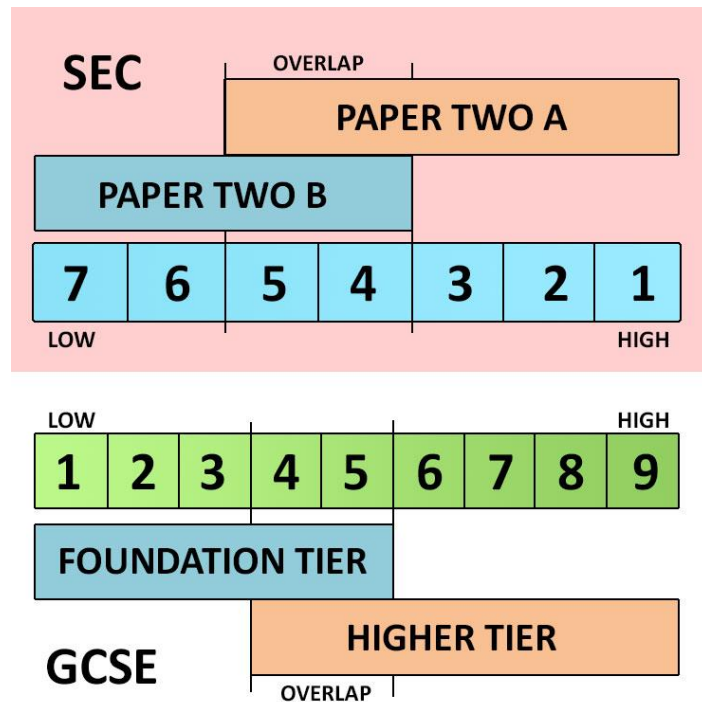 SEC
OVERLAP
PAPER TWO A
PAPER TWO B
7 6 5 4 3 2 1
LOW HIGH
LOW HIGH
1 2 3 4 5 6 7 8 9
FOUNDATION TIER
HIGHER TIER
GCSE
OVERLAP